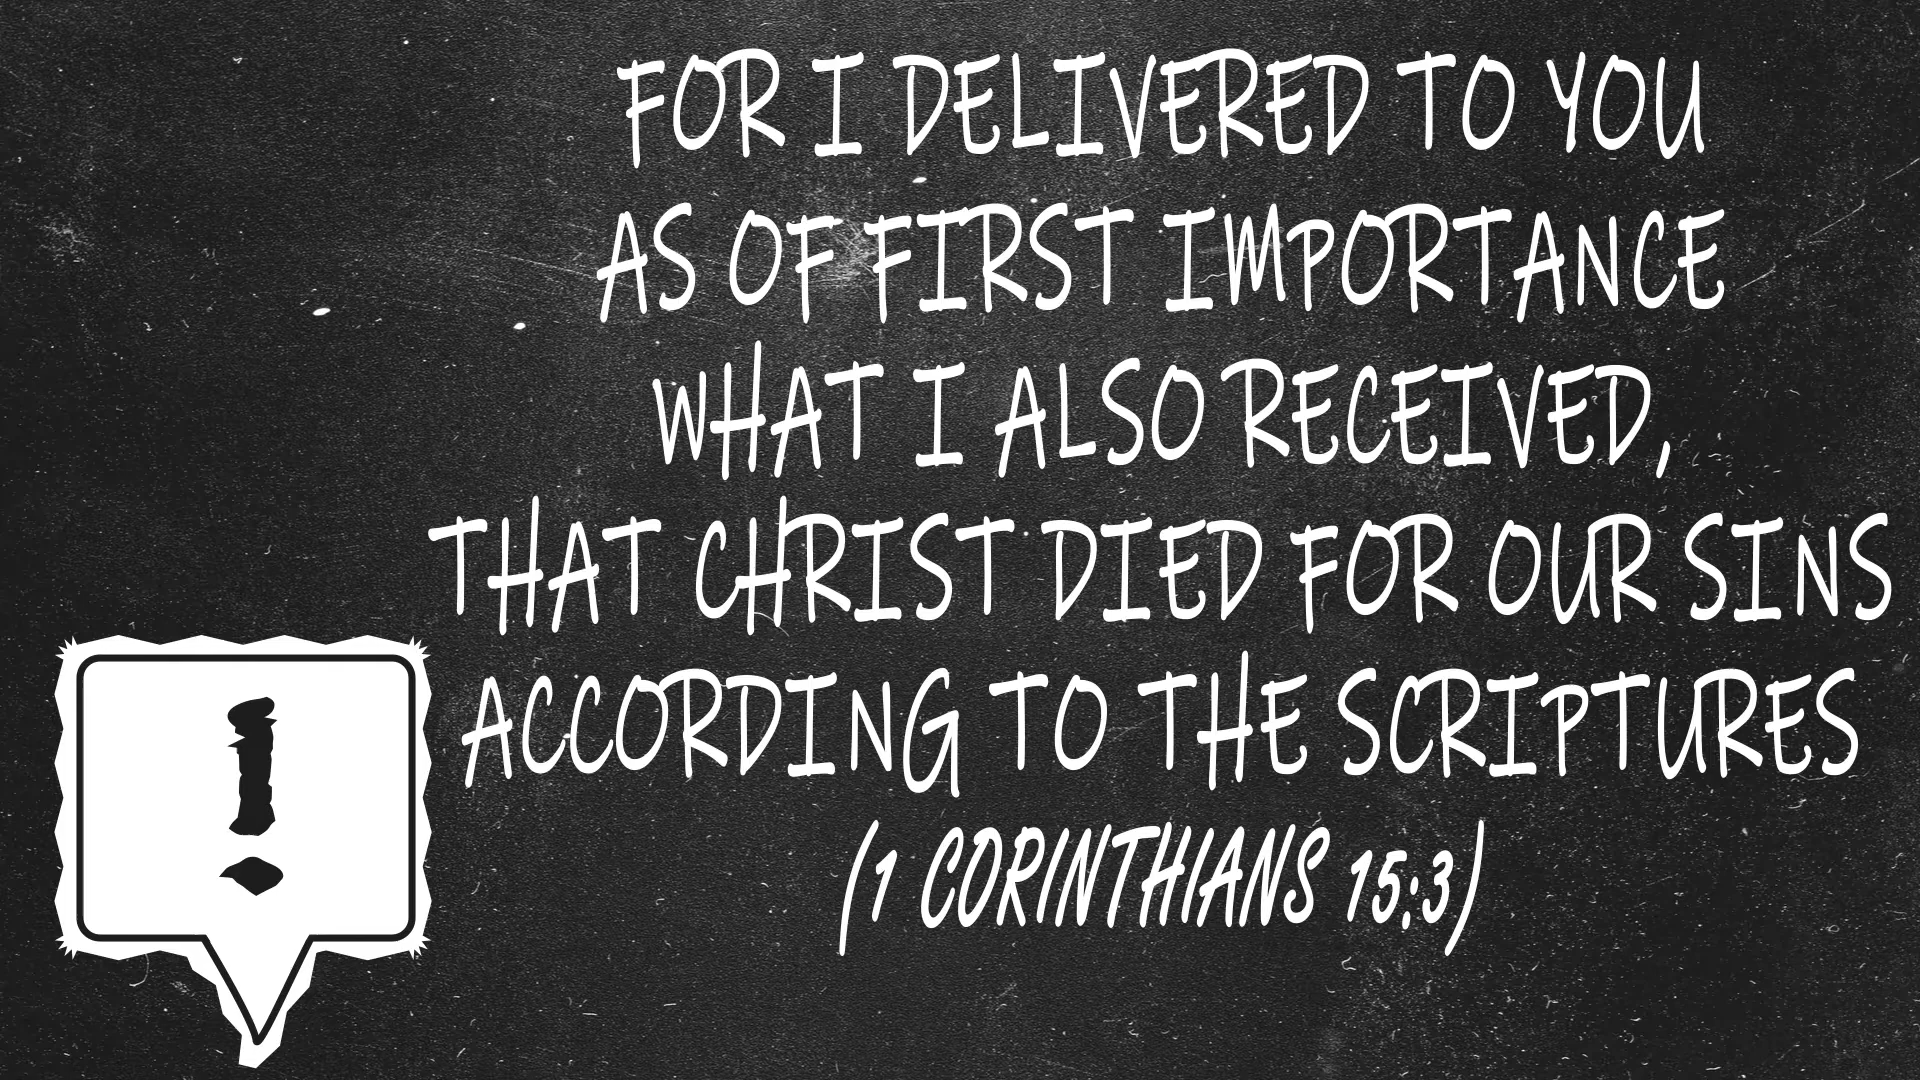 FOR I DELIVERED TO YOU
AS OF FIRST IMPORTANCE
WHAT I ALSO RECEIVED,
THAT CHRIST DIED FOR OUR SINS
ACCORDING TO THE SCRIPTURES
(1 CORINTHIANS 15:3)
!